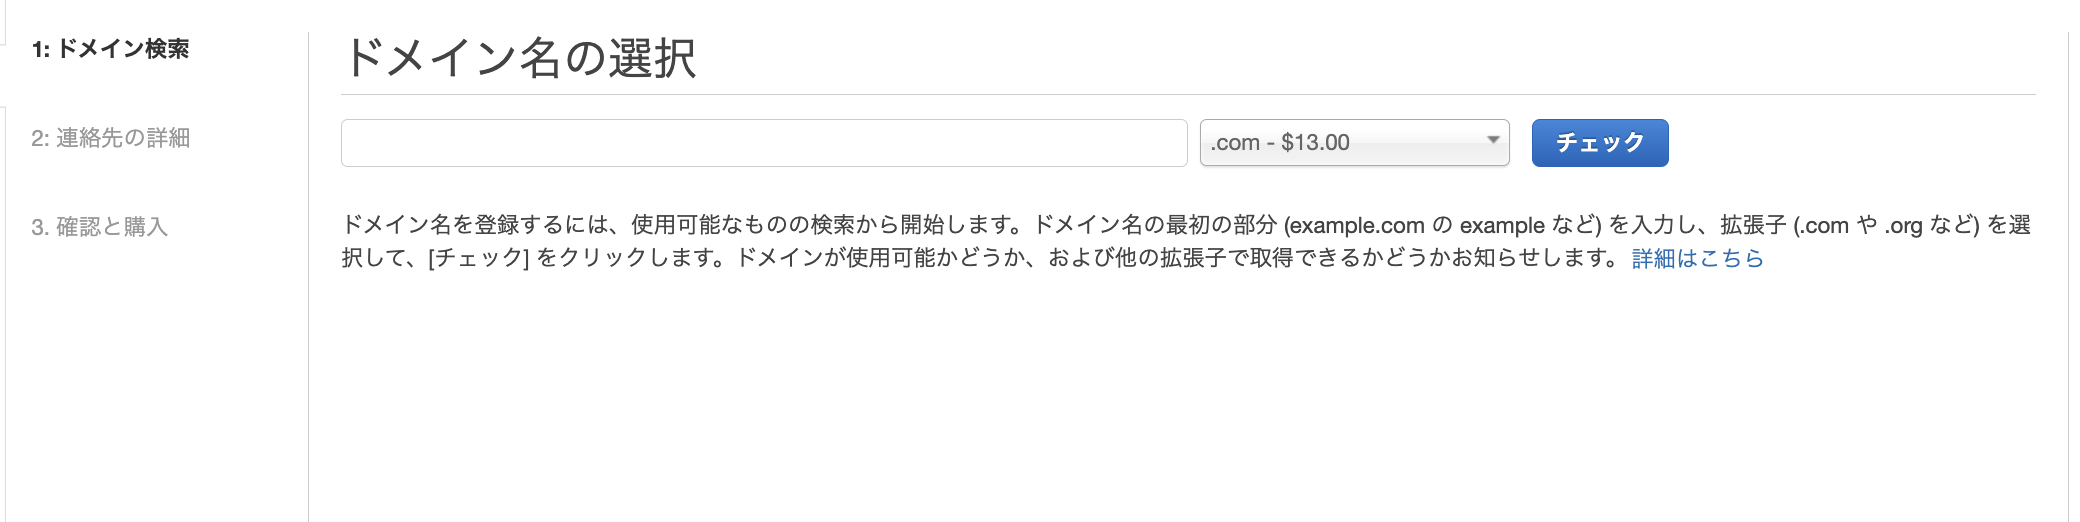 1: ドメイン検索
2: 連絡先の詳細
3. 確認と購入
ドメイン名の選択
.com - $13.00
チェック
ドメイン名を登録するには、使用可能なものの検索から開始します。ドメイン名の最初の部分 (example.com の example など) を入力し、拡張子 (.com や .org など) を選
択して、[チェック] をクリックします。ドメインが使用可能かどうか、および他の拡張子で取得できるかどうかお知らせします。 詳細はこちら